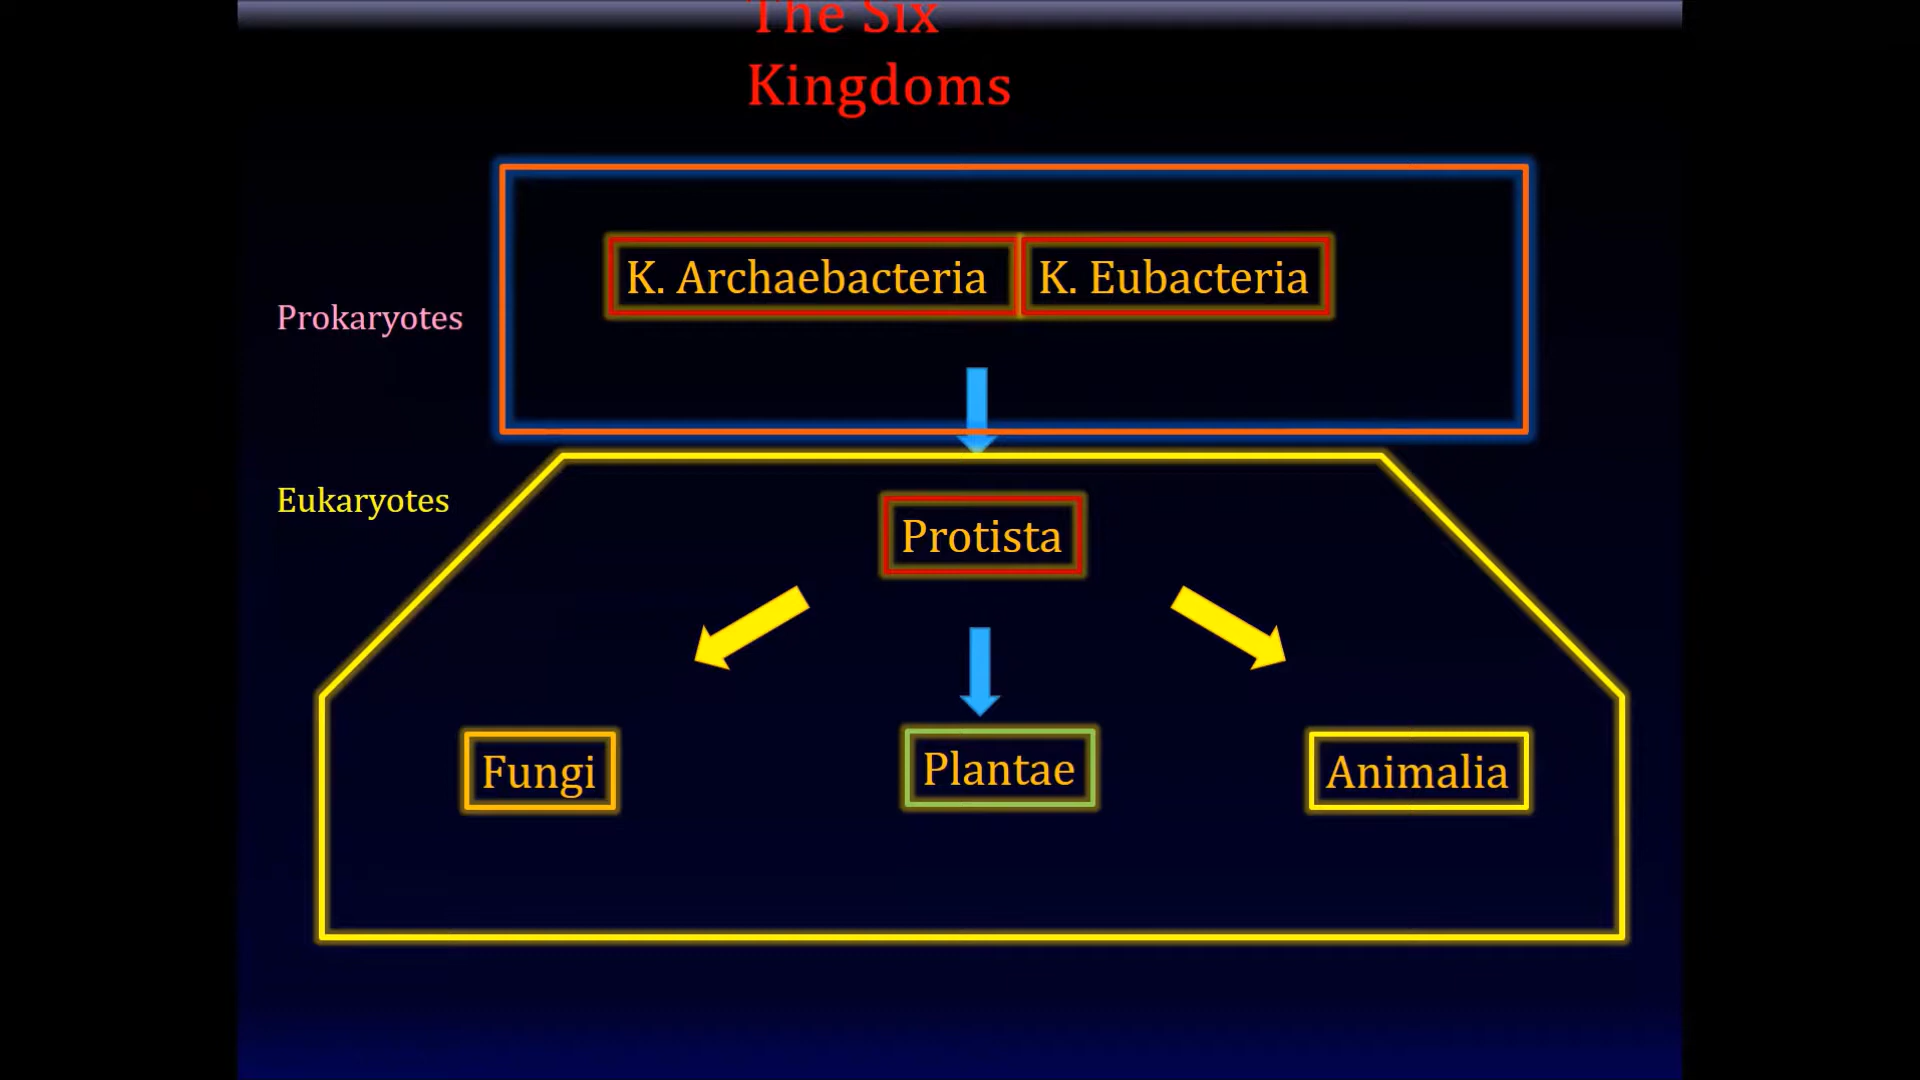 The Six
Kingdoms
K. Archaebacteria K. Eubacteria
Prokaryotes
Eukaryotes
Protista
Fungi Plantae Animalia